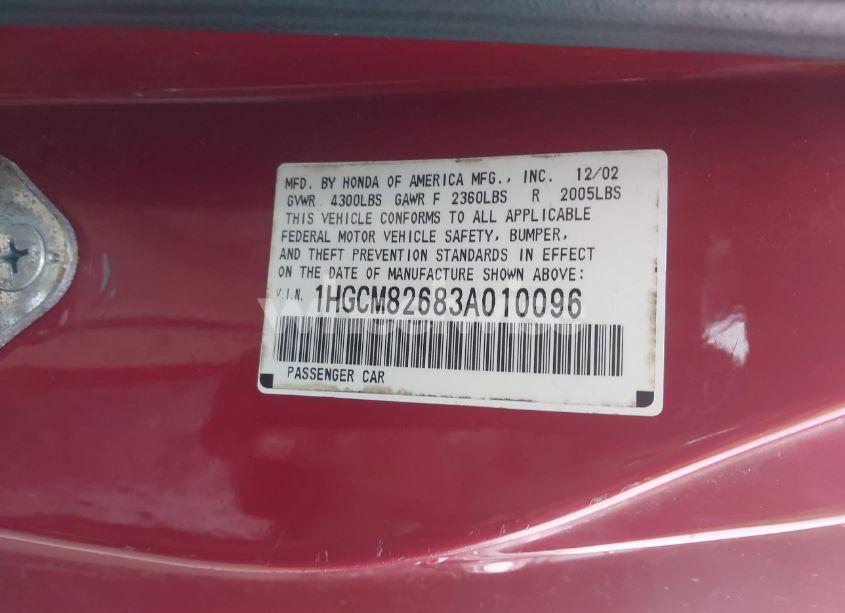 MFD. BY HONDA OF AMERICA MFG., INC. 12/02
GVWR 4300LBS GAWR F 2360LBS R 2005LBS
THIS VEHICLE CONFORMS TO ALL APPLICABLE
FEDERAL MOTOR VEHICLE SAFETY, BUMPER,
AND THEFT PREVENTION STANDARDS IN EFFECT
ON THE DATE OF MANUFACTURE SHOWN ABOVE:
V.I.N. 1HGCM82683A010096
PASSENGER CAR